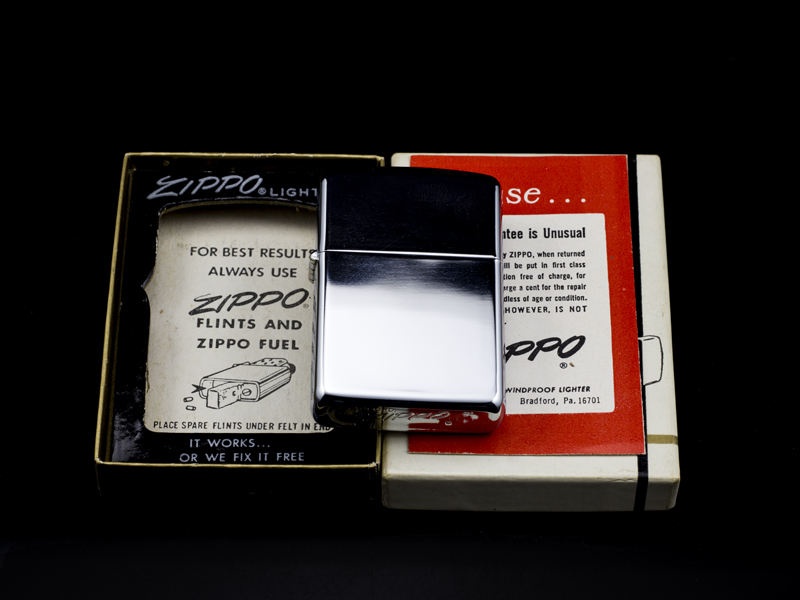 ZIPPO® LIGHT
FOR BEST RESULTS
ALWAYS USE
ZIPPO®
FLINTS AND
ZIPPO FUEL
PLACE SPARE FLINTS UNDER FELT IN EN
IT WORKS...
OR WE FIX IT FREE
use...
ntee is Unusual
y ZIPPO, when returned
ill be put in first class
tion free of charge, for
arge a cent for the repair
dless of age or condition.
HOWEVER, IS NOT
PPO
®
WINDPROOF LIGHTER
Bradford, Pa. 16701